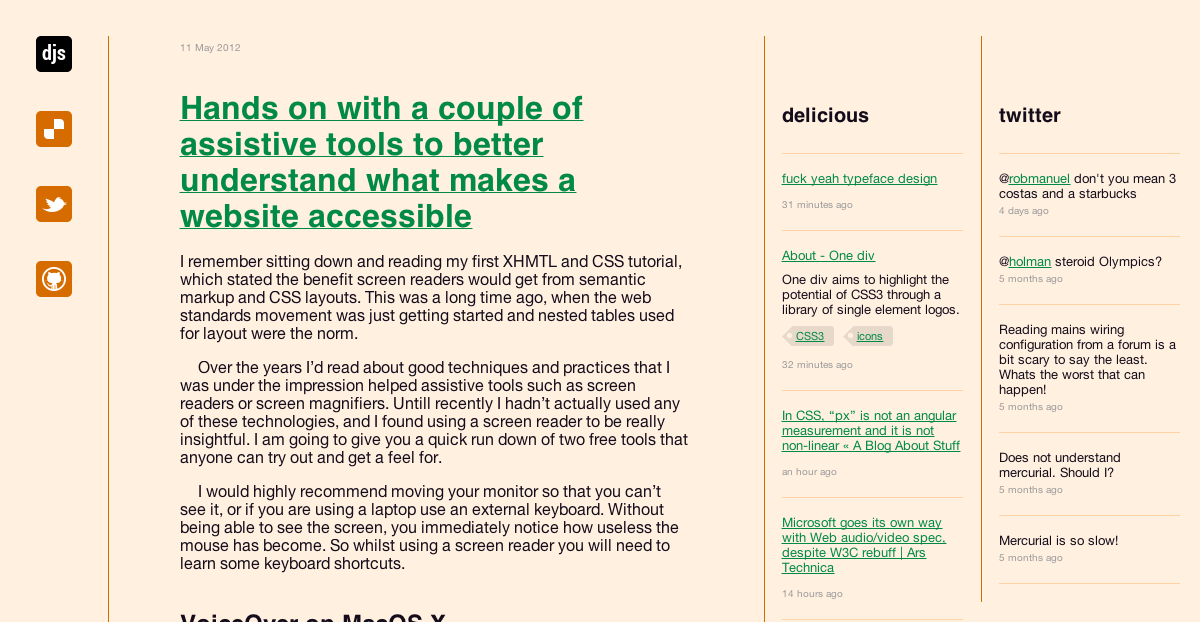 djs
11 May 2012
Hands on with a couple of
assistive tools to better
understand what makes a
website accessible
I remember sitting down and reading my first XHMTL and CSS tutorial,
which stated the benefit screen readers would get from semantic
markup and CSS layouts. This was a long time ago, when the web
standards movement was just getting started and nested tables used
for layout were the norm.
Over the years I’d read about good techniques and practices that I
was under the impression helped assistive tools such as screen
readers or screen magnifiers. Untill recently I hadn’t actually used any
of these technologies, and I found using a screen reader to be really
insightful. I am going to give you a quick run down of two free tools that
anyone can try out and get a feel for.
I would highly recommend moving your monitor so that you can’t
see it, or if you are using a laptop use an external keyboard. Without
being able to see the screen, you immediately notice how useless the
mouse has become. So whilst using a screen reader you will need to
learn some keyboard shortcuts.
VoiceOver on MacOS X
delicious
fuck yeah typeface design
31 minutes ago
About - One div
One div aims to highlight the
potential of CSS3 through a
library of single element logos.
CSS3 icons
32 minutes ago
In CSS, “px” is not an angular
measurement and it is not
non-linear « A Blog About Stuff
an hour ago
Microsoft goes its own way
with Web audio/video spec,
despite W3C rebuff | Ars
Technica
14 hours ago
twitter
@robmanuel don't you mean 3
costas and a starbucks
4 days ago
@holman steroid Olympics?
5 months ago
Reading mains wiring
configuration from a forum is a
bit scary to say the least.
Whats the worst that can
happen!
5 months ago
Does not understand
mercurial. Should I?
5 months ago
Mercurial is so slow!
5 months ago